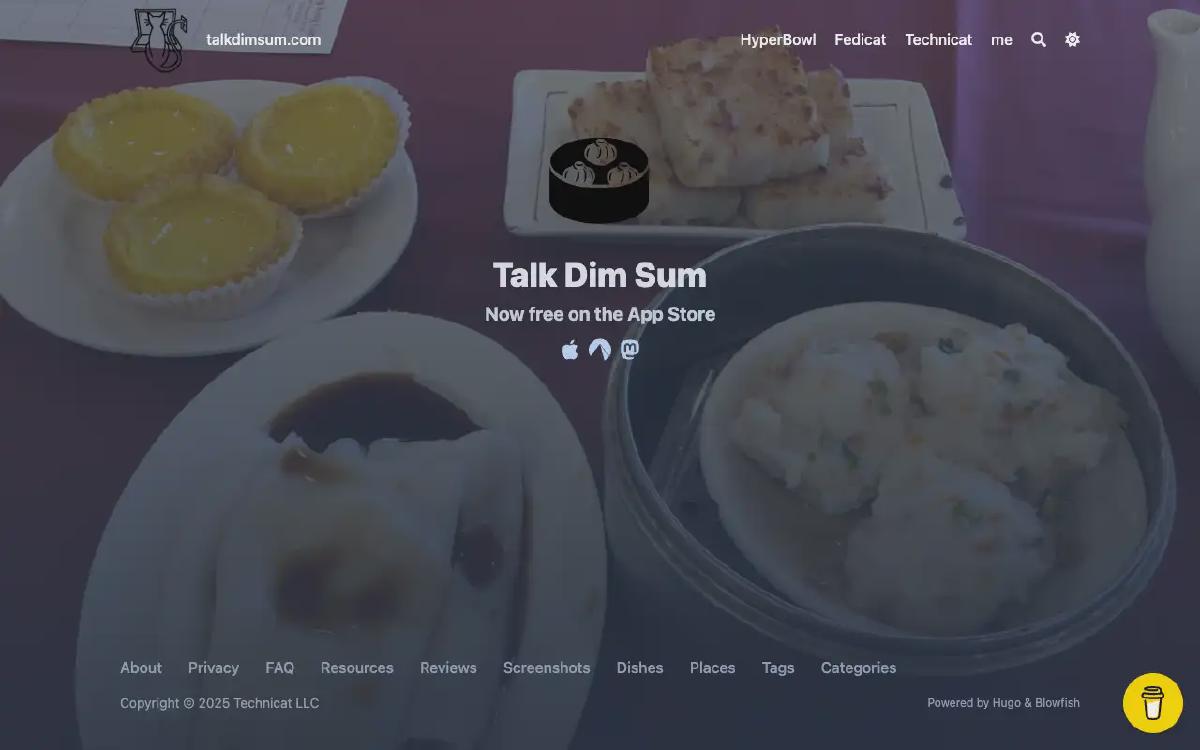 talkdimsum.com
HyperBowl Fedicat Technicat me
Talk Dim Sum
Now free on the App Store
About Privacy FAQ Resources Reviews Screenshots Dishes Places Tags Categories
Copyright © 2025 Technicat LLC
Powered by Hugo & Blowfish